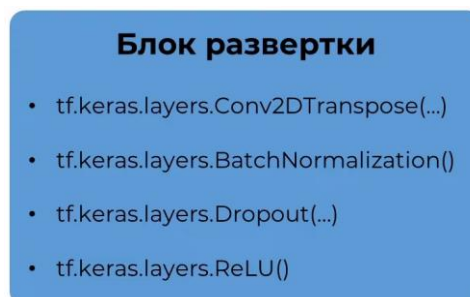 Блок развертки
• tf.keras.layers.Conv2DTranspose(...)
• tf.keras.layers.BatchNormalization()
• tf.keras.layers.Dropout(...)
• tf.keras.layers.ReLU()